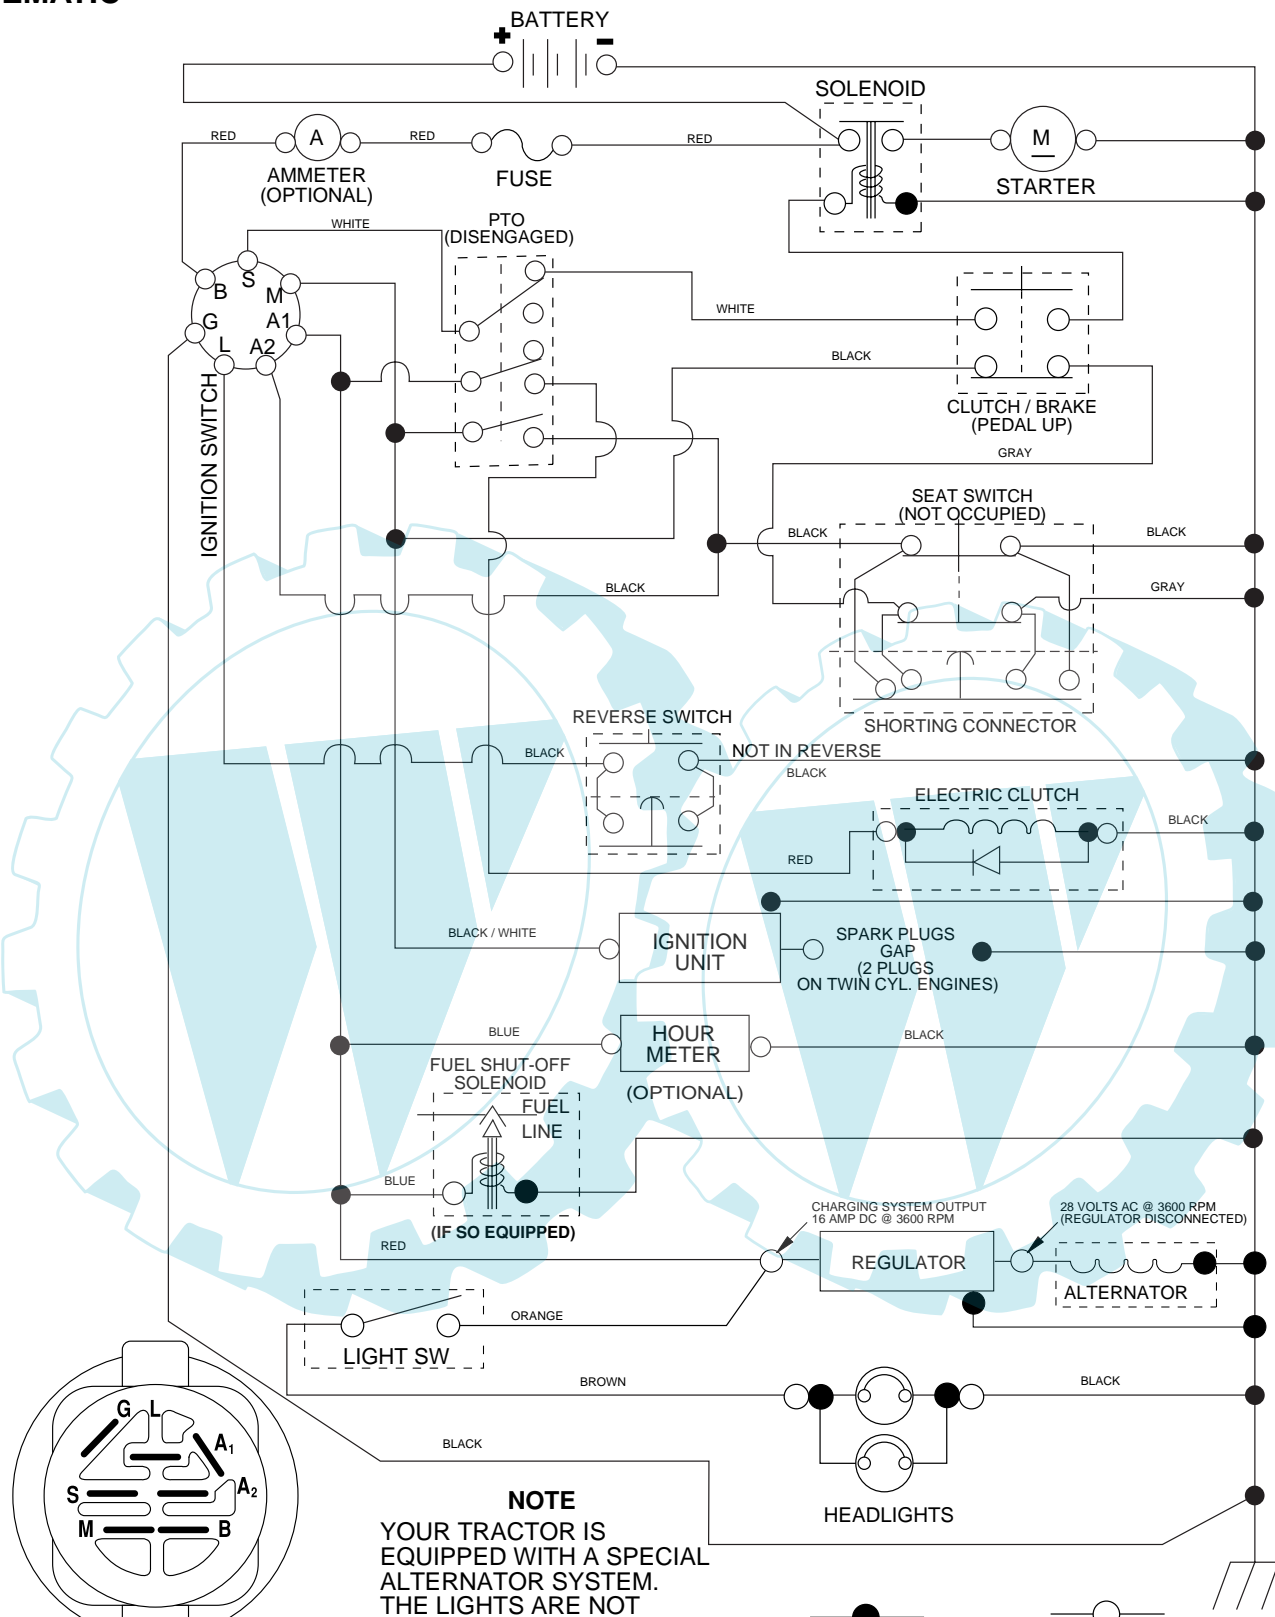 EMATIC
BATTERY
+ -
SOLENOID
RED
A
RED
RED
M
AMMETER
(OPTIONAL)
FUSE
STARTER
WHITE
PTO
(DISENGAGED)
B
S
M
G
A1
L
A2
IGNITION SWITCH
WHITE
BLACK
CLUTCH / BRAKE
(PEDAL UP)
GRAY
SEAT SWITCH
(NOT OCCUPIED)
BLACK
BLACK
BLACK
GRAY
SHORTING CONNECTOR
REVERSE SWITCH
BLACK
NOT IN REVERSE
BLACK
ELECTRIC CLUTCH
BLACK
RED
BLACK / WHITE
IGNITION
UNIT
SPARK PLUGS
GAP
(2 PLUGS
ON TWIN CYL. ENGINES)
BLUE
HOUR
METER
BLACK
(OPTIONAL)
FUEL SHUT-OFF
SOLENOID
FUEL
LINE
BLUE
(IF SO EQUIPPED)
CHARGING SYSTEM OUTPUT
16 AMP DC @ 3600 RPM
28 VOLTS AC @ 3600 RPM
(REGULATOR DISCONNECTED)
RED
REGULATOR
ALTERNATOR
ORANGE
LIGHT SW
BROWN
BLACK
BLACK
HEADLIGHTS
G L
A1
A2
S
M
B
NOTE
YOUR TRACTOR IS
EQUIPPED WITH A SPECIAL
ALTERNATOR SYSTEM.
THE LIGHTS ARE NOT